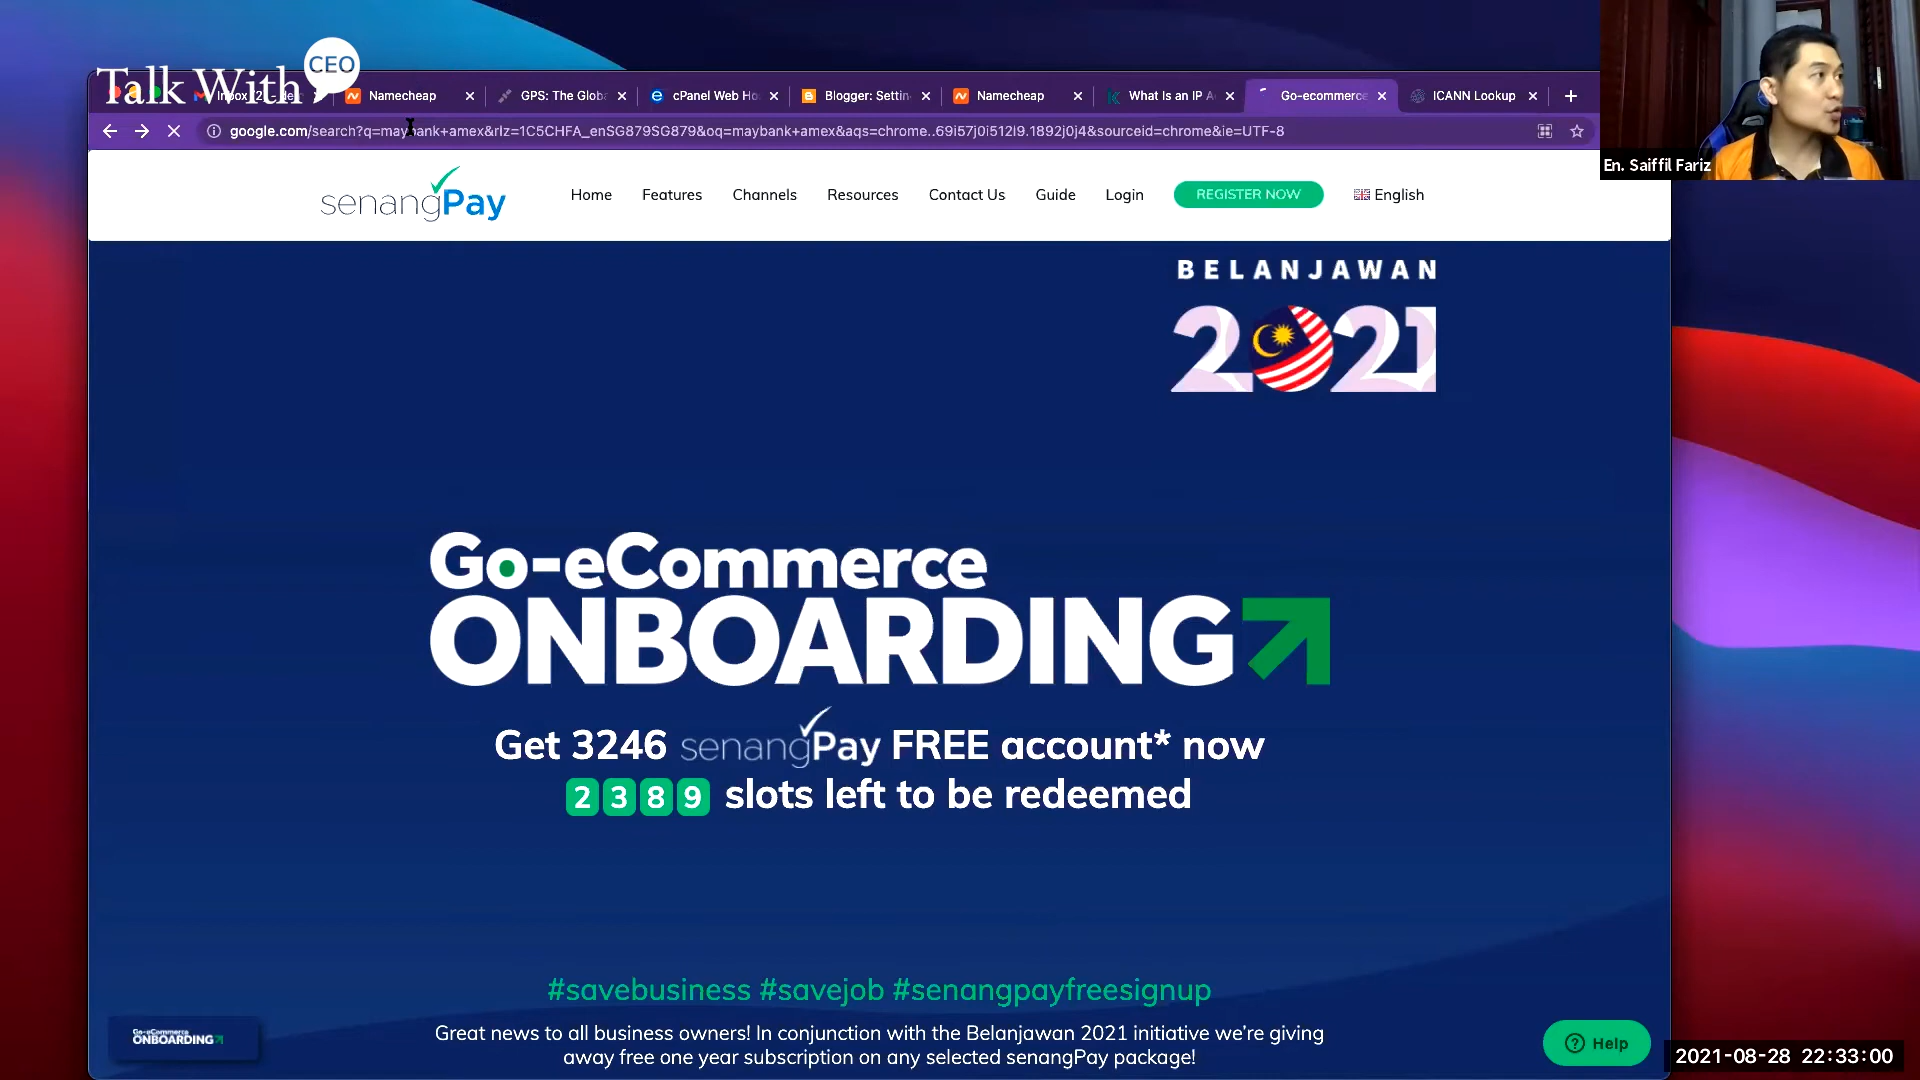 Talk With CEO
Inbox (2
Namecheap
GPS: The Globa
cPanel Web Ho
Blogger: Settin
Namecheap
What Is an IP A
Go-ecommerce
ICANN Lookup
google.com/search?q=maybank+amex&rlz=1C5CHFA_enSG879SG879&oq=maybank+amex&aqs=chrome..69i57j0i512l9.1892j0j4&sourceid=chrome&ie=UTF-8
En. Saiffil Fariz
senangPay
Home
Features
Channels
Resources
Contact Us
Guide
Login
REGISTER NOW
English
BELANJAWAN
2021
Go-eCommerce
ONBOARDING
Get 3246 senangPay FREE account* now
2389 slots left to be redeemed
#savebusiness #savejob #senangpayfreesignup
Great news to all business owners! In conjunction with the Belanjawan 2021 initiative we’re giving
away free one year subscription on any selected senangPay package!
Go-eCommerce
ONBOARDING
Help
2021-08-28 22:33:00